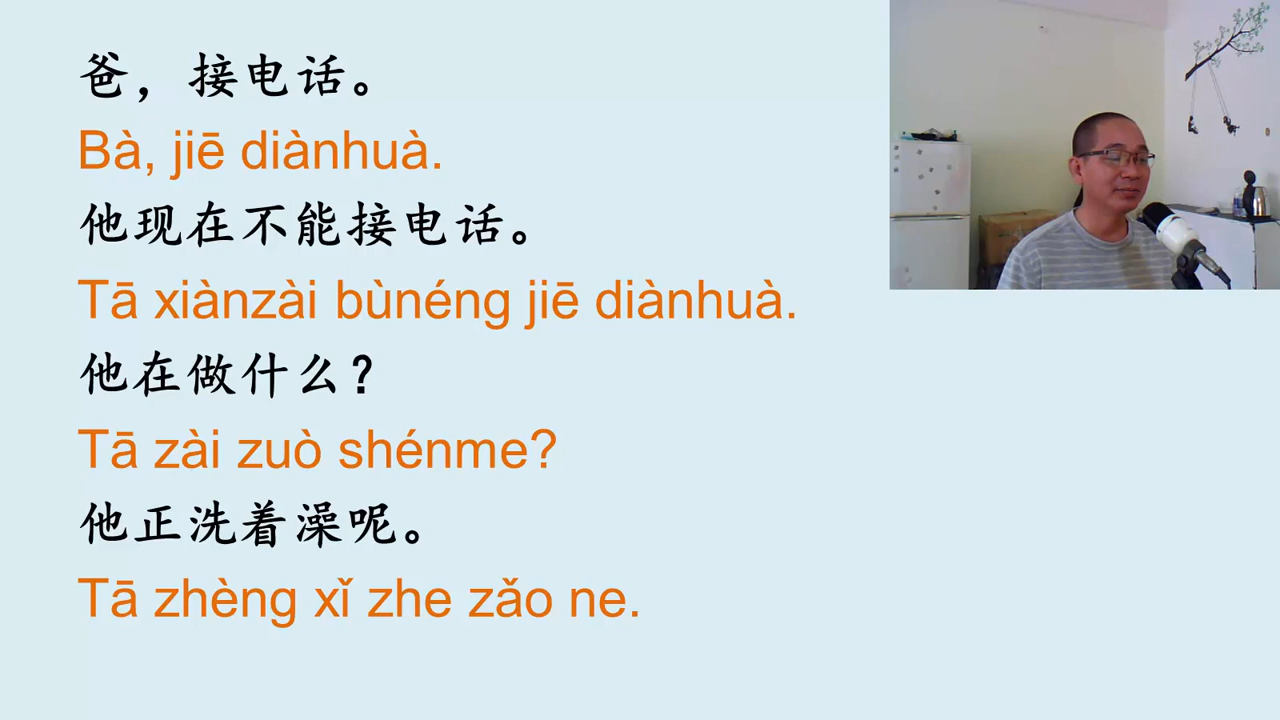 爸，接电话。
Bà, jiē diànhuà.
他现在不能接电话。
Tā xiànzài bùnéng jiē diànhuà.
他在做什么？
Tā zài zuò shénme?
他正洗着澡呢。
Tā zhèng xǐ zhe zǎo ne.